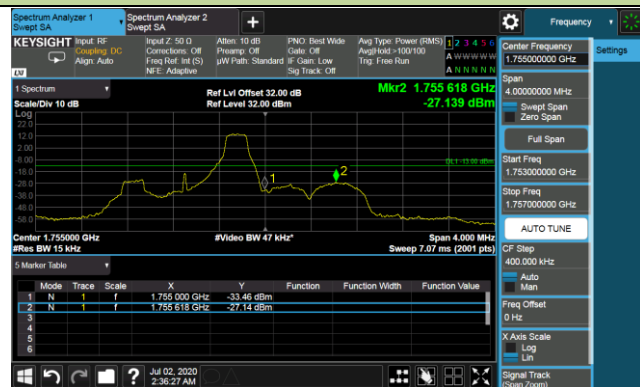 Spectrum Analyzer 1
Swept SA
Spectrum Analyzer 2
Swept SA
+
Frequency
KEYSIGHT
Input: RF
Coupling: DC
Align: Auto
Input Z: 50 Ω
Corrections: Off
Freq Ref: Int (S)
NFE: Adaptive
Atten: 10 dB
Preamp: Off
µW Path: Standard
PNO: Best Wide
Gate: Off
IF Gain: Low
Sig Track: Off
Avg Type: Power (RMS)
Avg|Hold:>100/100
Trig: Free Run
1 2 3 4 5 6
A W W W W W
A N N N N N
LXI
1 Spectrum
Scale/Div 10 dB
Ref Lvl Offset 32.00 dB
Ref Level 32.00 dBm
Mkr2 1.755 618 GHz
-27.139 dBm
Log
22.0
12.0
2.00
-8.00
-18.0
-28.0
-38.0
-48.0
-58.0
DL1 -13.00 dBm
1
2
Center 1.755000 GHz
#Res BW 15 kHz
#Video BW 47 kHz*
Span 4.000 MHz
Sweep 7.07 ms (2001 pts)
5 Marker Table
Mode Trace Scale X Y Function Function Width Function Value
1 N 1 f 1.755 000 GHz -33.46 dBm
2 N 1 f 1.755 618 GHz -27.14 dBm
3
4
5
6
?
Jul 02, 2020
2:36:27 AM
Center Frequency
1.755000000 GHz
Span
4.00000000 MHz
Swept Span
Zero Span
Full Span
Start Freq
1.753000000 GHz
Stop Freq
1.757000000 GHz
AUTO TUNE
CF Step
400.000 kHz
Auto
Man
Freq Offset
0 Hz
X Axis Scale
Log
Lin
Signal Track
(Span Zoom)
Settings